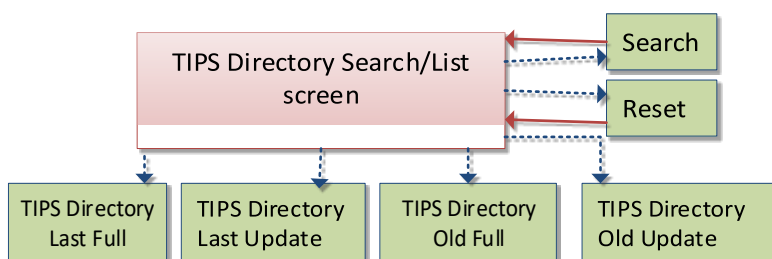 TIPS Directory Search/List
screen
Search
Reset
TIPS Directory
Last Full
TIPS Directory
Last Update
TIPS Directory
Old Full
TIPS Directory
Old Update